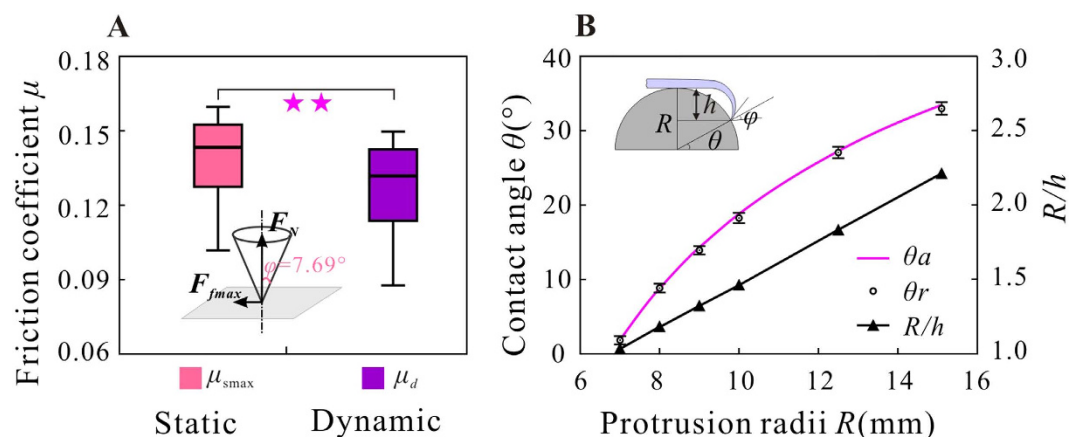 A
Friction coefficient μ
0.18
0.15
0.12
0.09
0.06
F_N
φ=7.69°
F_fmax
μ_smax
μ_d
Static
Dynamic
B
Contact angle θ(°)
40
30
20
10
0
h
R
φ
θ
θa
θr
R/h
3.0
2.5
2.0
1.5
1.0
R/h
6
8
10
12
14
16
Protrusion radii R(mm)